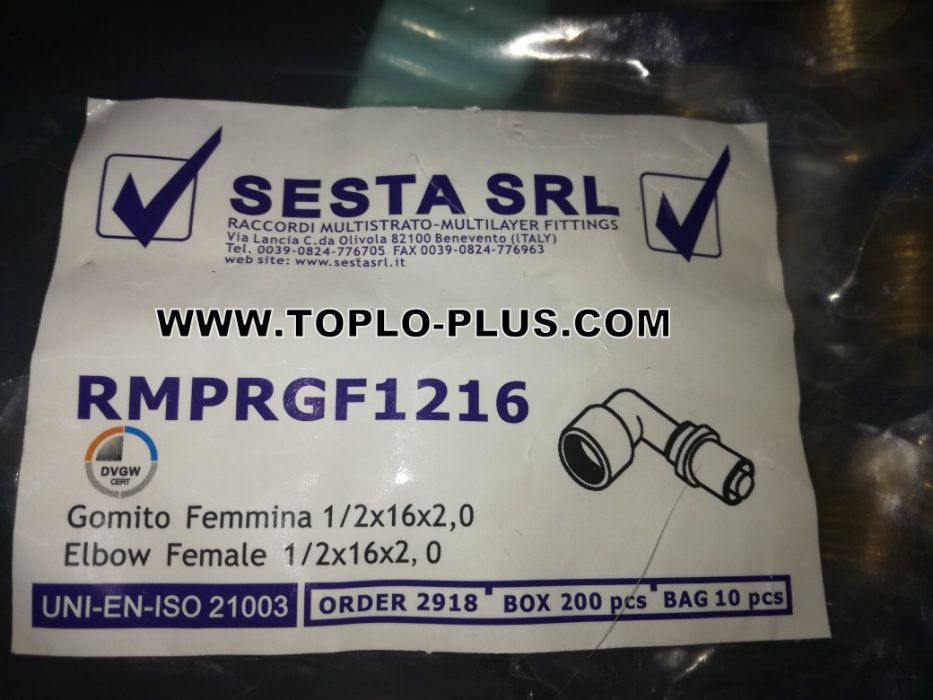 SESTA SRL
RACCORDI MULTISTRATO-MULTILAYER FITTINGS
Via Lancia C.da Olivola 82100 Benevento (ITALY)
Tel. 0039-0824-776705 FAX 0039-0824-776963
web site: www.sestasrl.it
WWW.TOPLO-PLUS.COM
RMPRGF1216
DVGW
CERT
Gomito Femmina 1/2x16x2,0
Elbow Female 1/2x16x2,0
UNI-EN-ISO 21003 ORDER 2918 BOX 200 pcs BAG 10 pcs